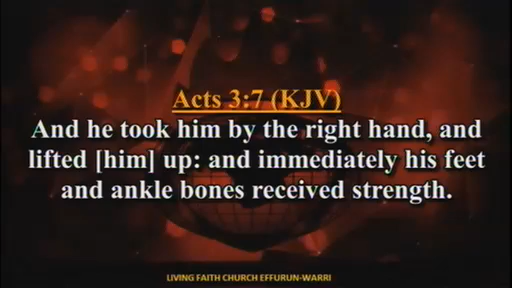 Acts 3:7 (KJV)
And he took him by the right hand, and
lifted [him] up: and immediately his feet
and ankle bones received strength.
LIVING FAITH CHURCH EFFURUN-WARRI